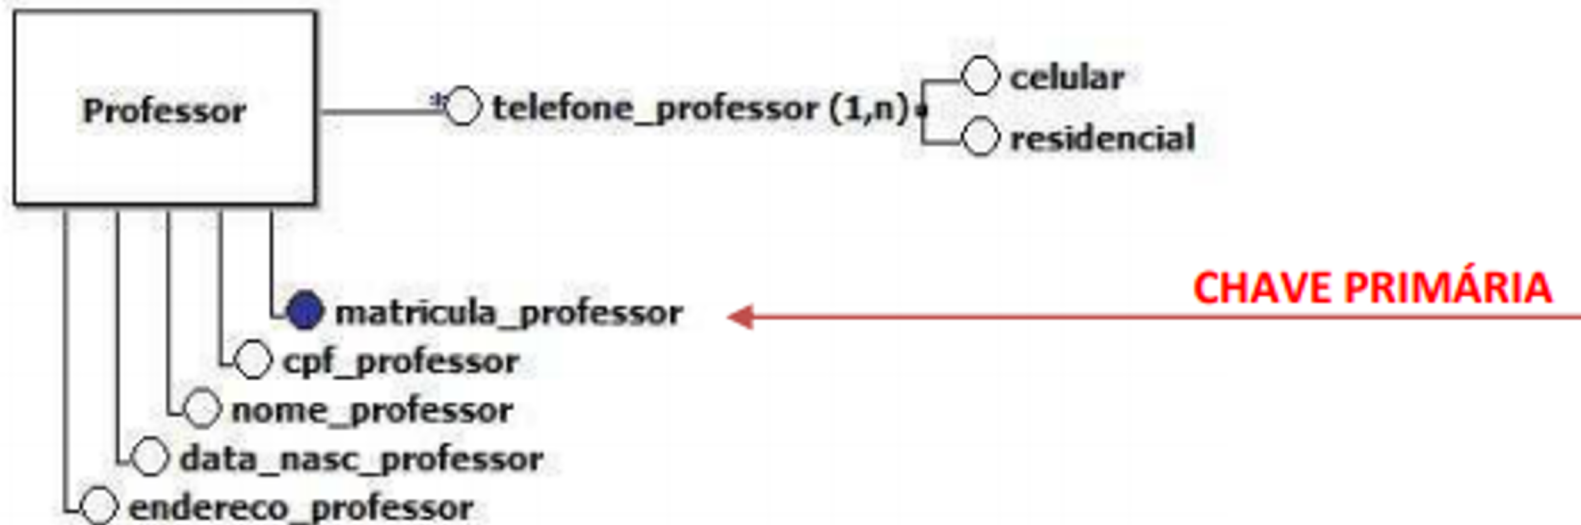 Professor
telefone_professor (1,n)
celular
residencial
CHAVE PRIMÁRIA
matricula_professor
cpf_professor
nome_professor
data_nasc_professor
endereco_professor